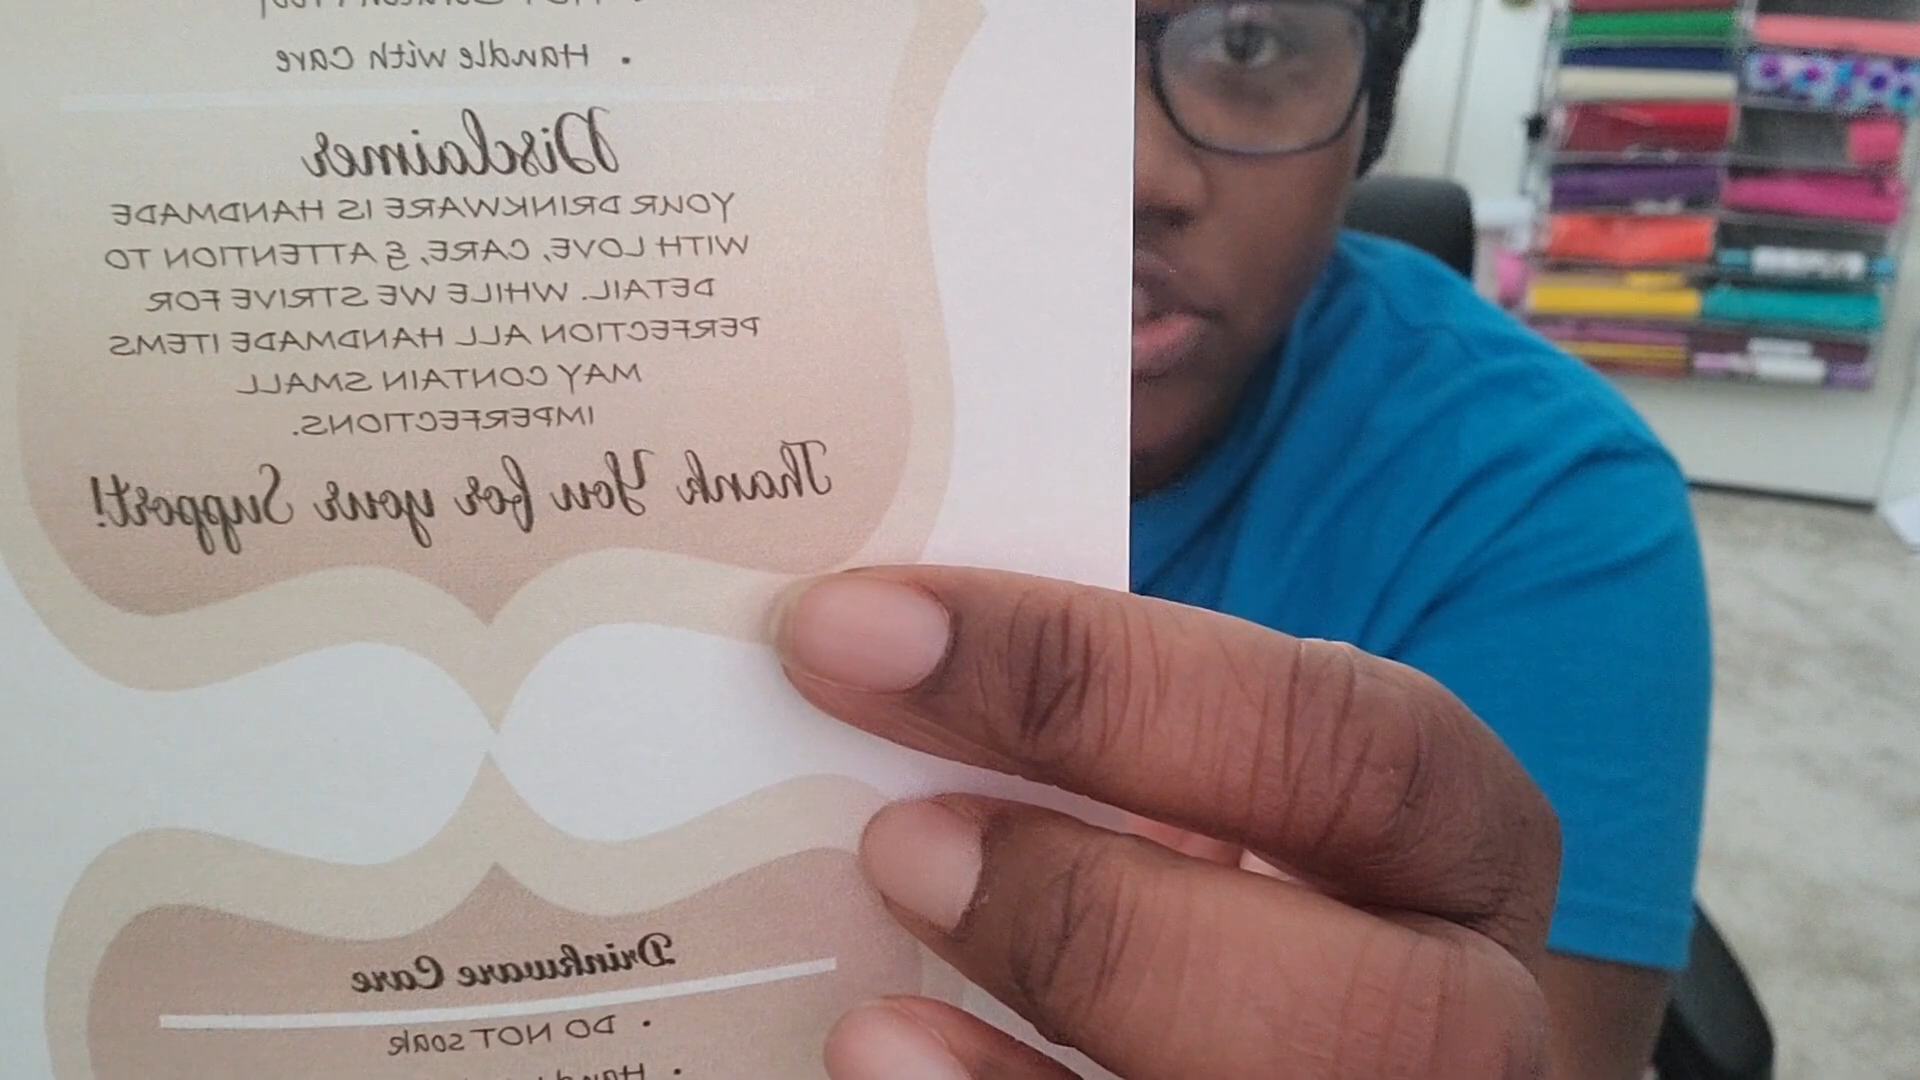 • Handle with Care
Disclaimer
YOUR DRINKWARE IS HANDMADE
WITH LOVE, CARE, & ATTENTION TO
DETAIL. WHILE WE STRIVE FOR
PERFECTION ALL HANDMADE ITEMS
MAY CONTAIN SMALL
IMPERFECTIONS.
Thank You for your Support!
Drinkware Care
• DO NOT soak